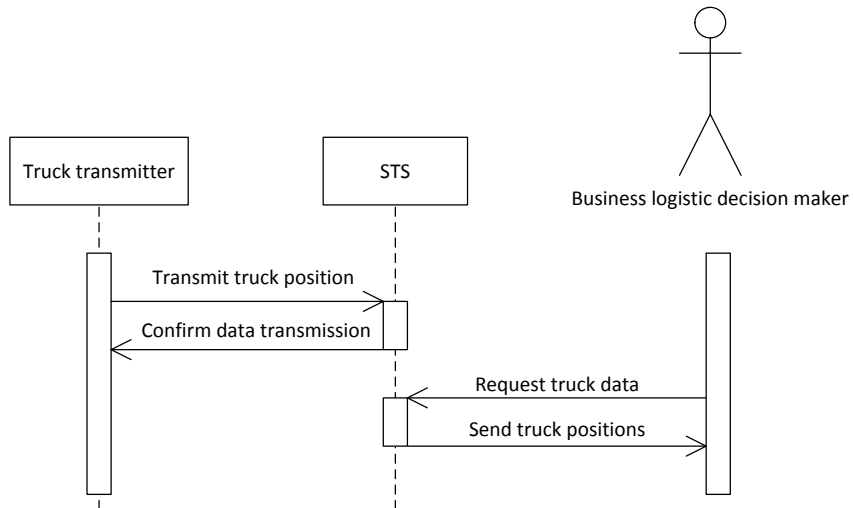 Truck transmitter
STS
Business logistic decision maker
Transmit truck position
Confirm data transmission
Request truck data
Send truck positions